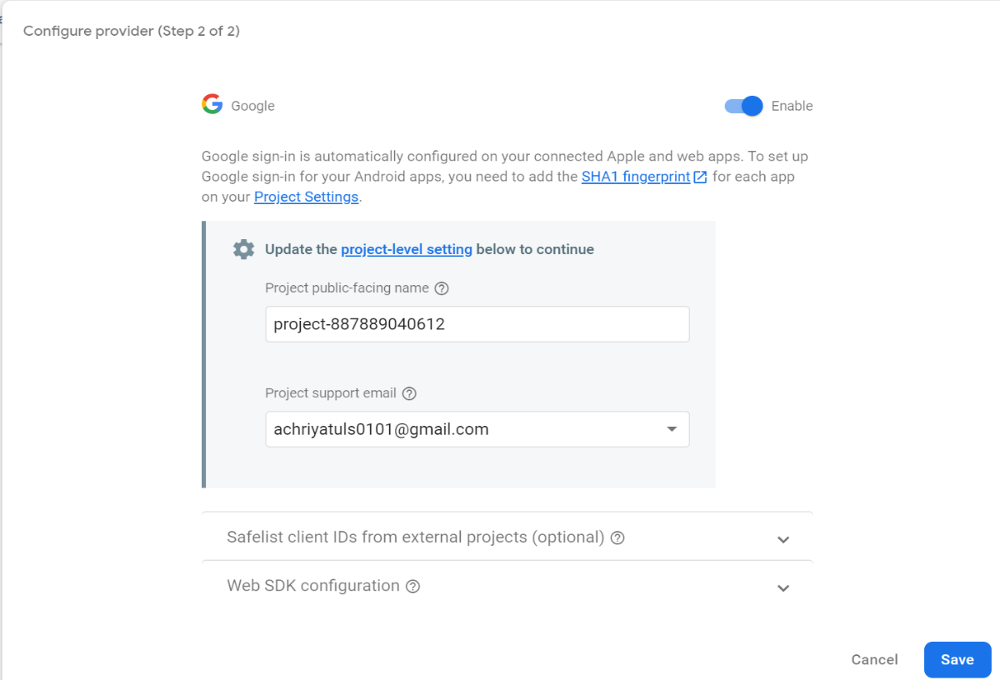 Configure provider (Step 2 of 2)
Google
Enable
Google sign-in is automatically configured on your connected Apple and web apps. To set up
Google sign-in for your Android apps, you need to add the SHA1 fingerprint for each app
on your Project Settings.
Update the project-level setting below to continue
Project public-facing name
project-887889040612
Project support email
achriyatuls0101@gmail.com
Safelist client IDs from external projects (optional)
Web SDK configuration
Cancel
Save